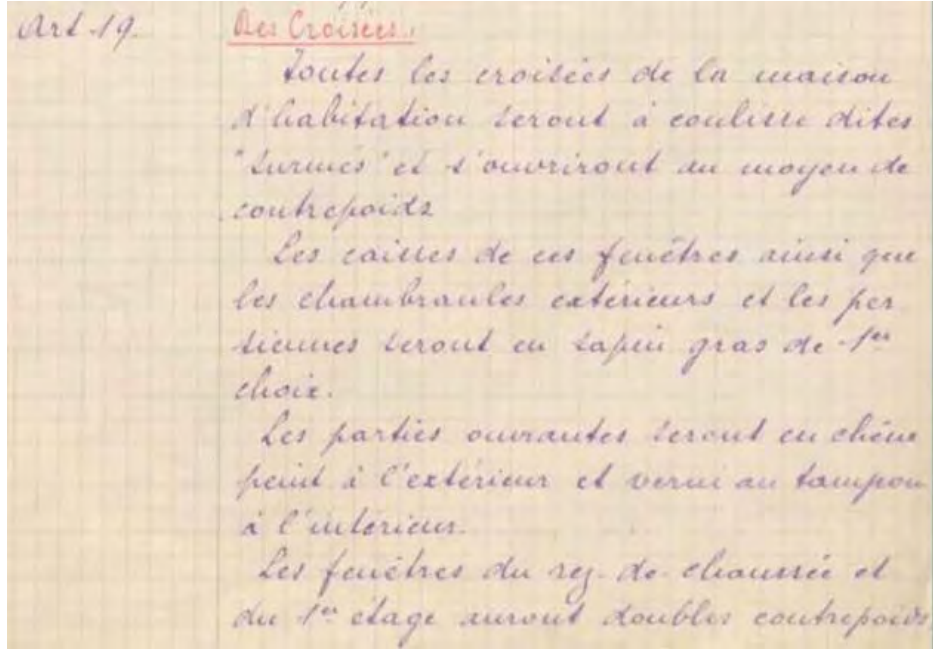 Art. 19. Des Croisées.
Toutes les croisées de la maison
d'habitation seront à coulisse dites
"surmes" et s'ouvriront au moyen de
contrepoids
Les caisses de ces fenêtres ainsi que
les chambranles extérieurs et les per
siennes seront en sapin gras de 1er
choix.
Les parties ouvrantes seront en chêne
peint à l'extérieur et verni au tampon
à l'intérieur.
Les fenêtres du rez-de-chaussée et
du 1er étage auront doubles contrepoids,